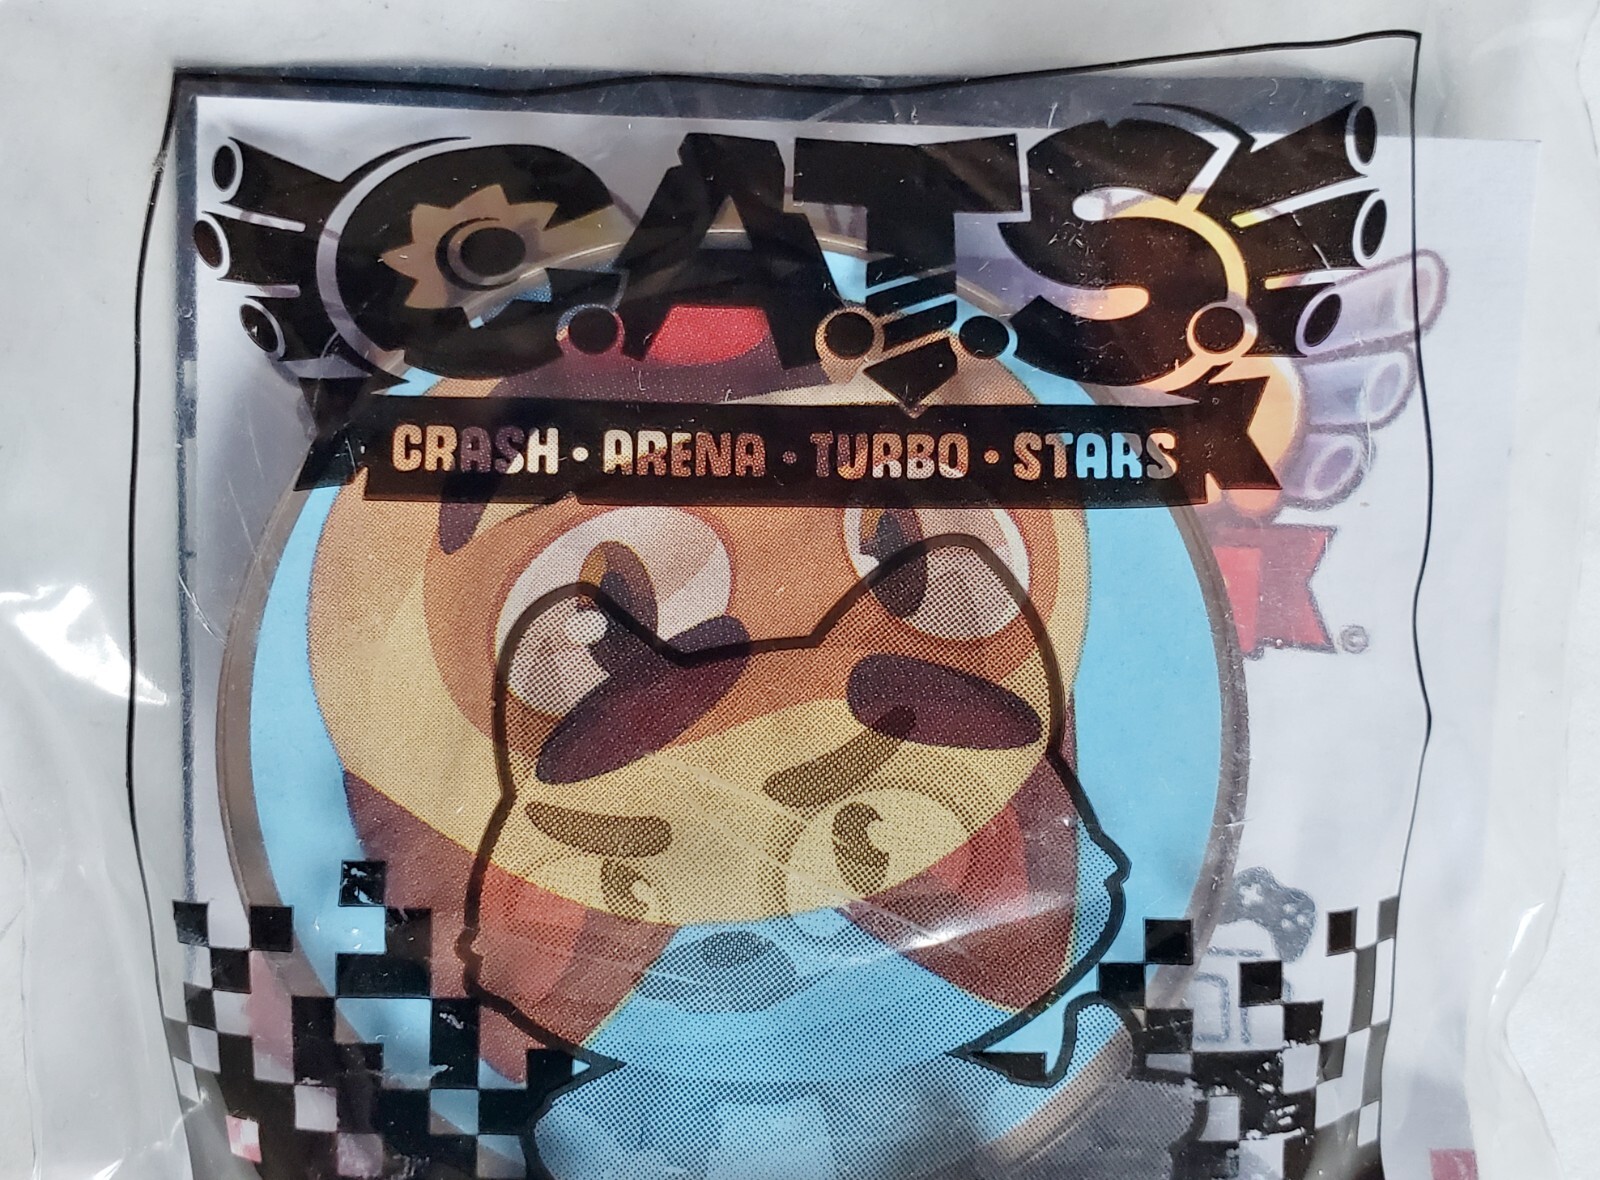 C.A.T.S.
CRASH • ARENA • TURBO • STARS
©